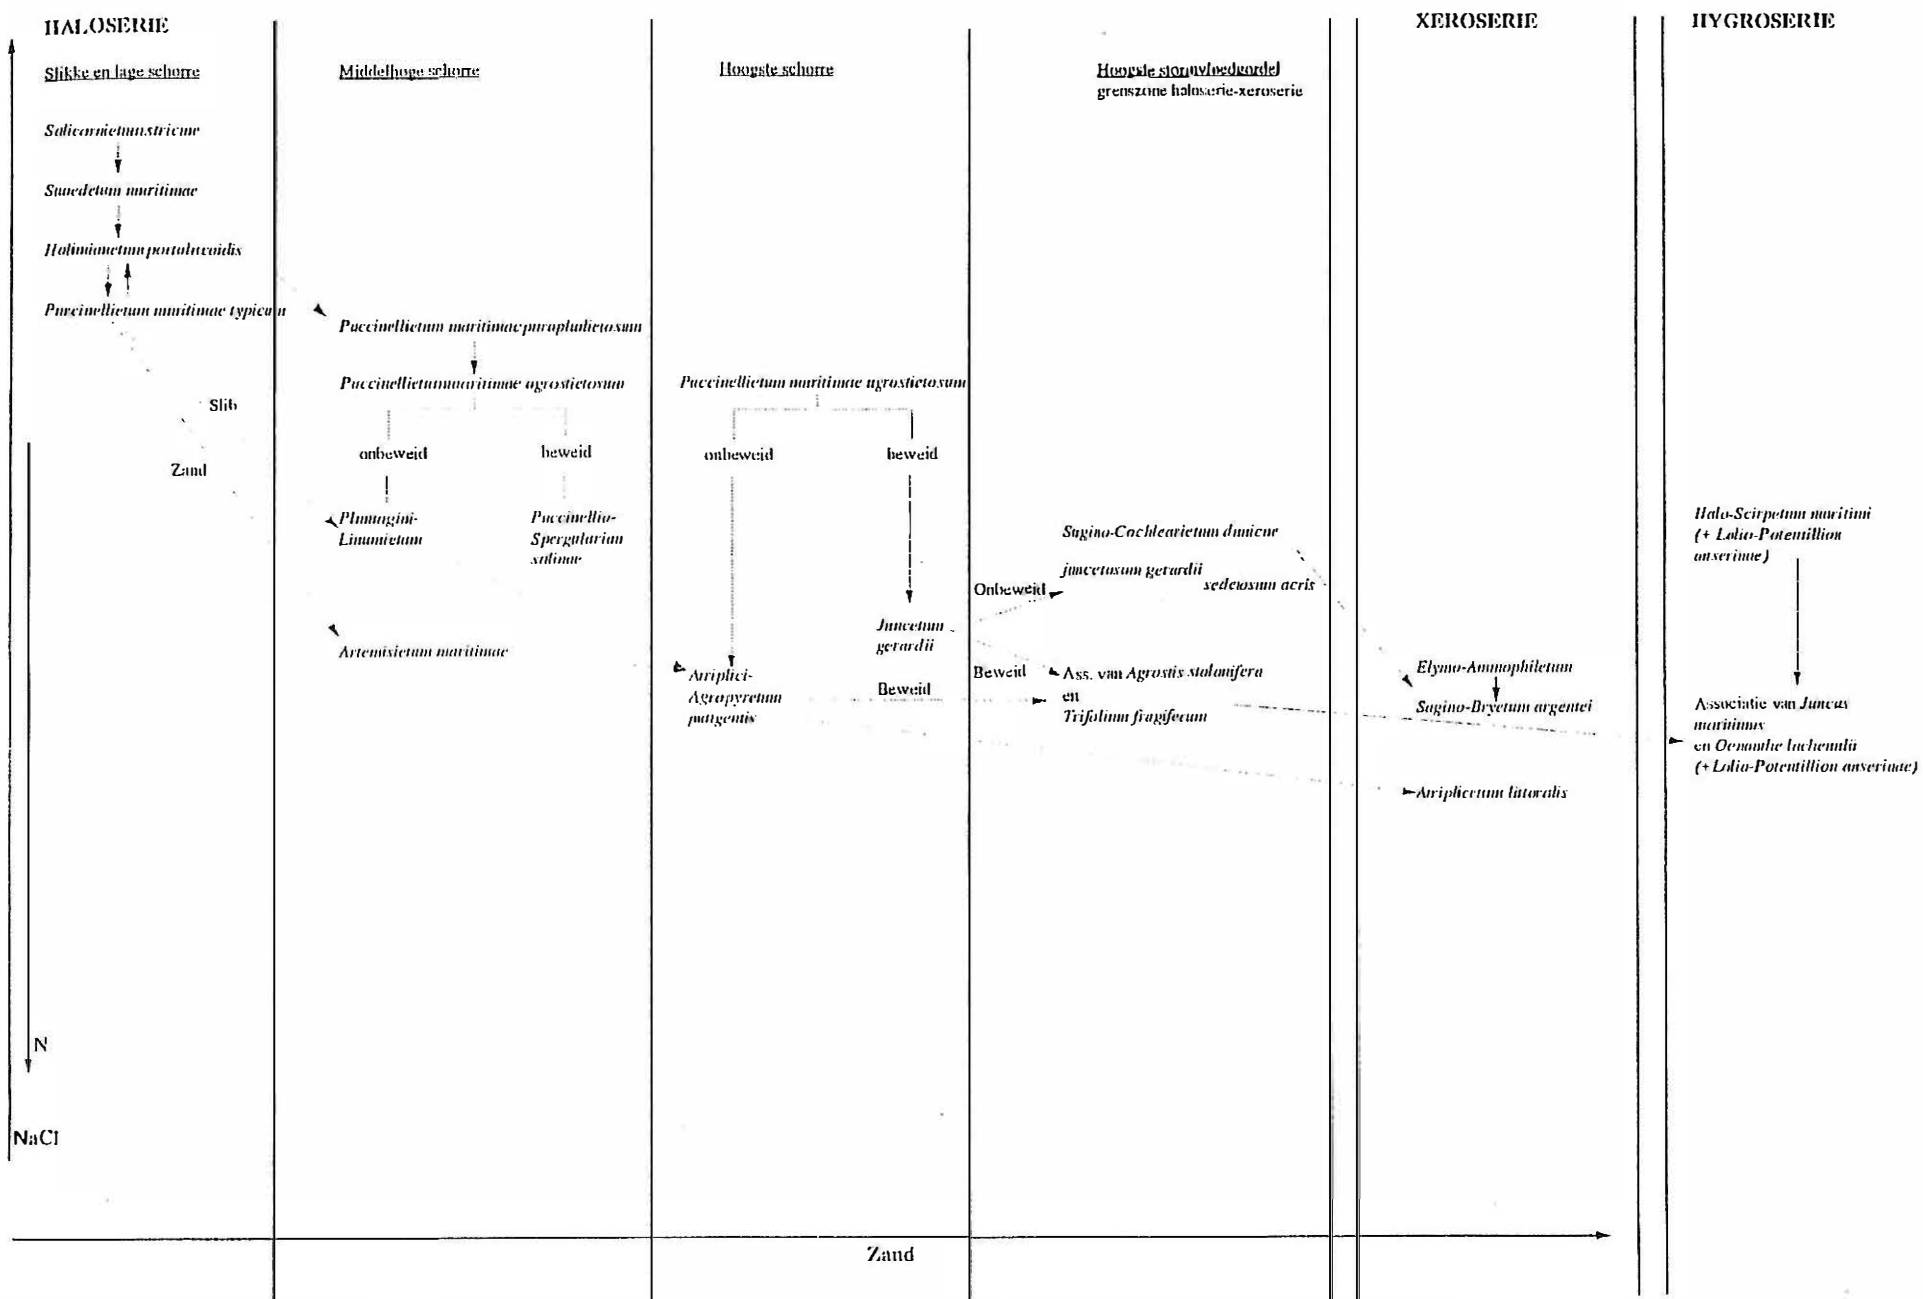 HALOSERIE
Slikke en lage schorre
Salicornietum strictae
Suaedetum maritimae
Halimionetum portulacoidis
Puccinellietum maritimae typicum
Slib
Zand
N
NaCl
Middelhoge schorre
Puccinellietum maritimae parapholietosum
Puccinellietum maritimae agrostietosum
onbeweid
beweid
Plantagini-
Limonietum
Puccinellio-
Spergularion
salinae
Artemisietum maritimae
Hoogste schorre
Puccinellietum maritimae agrostietosum
onbeweid
beweid
Juncetum
gerardii
Atriplici-
Agropyretum
pungentis
Beweid
Hoogste stormvloedgordel
grenszone haloserie-xeroserie
Sagino-Cochlearietum danicae
juncetosum gerardii
sedetosum acris
Onbeweid
Beweid
Ass. van Agrostis stolonifera
en
Trifolium fragiferum
XEROSERIE
Elymo-Ammophiletum
Sagino-Bryetum argentei
Atriplicetum littoralis
HYGROSERIE
Halo-Scirpetum maritimi
(+ Lolio-Potentillion
anserinae)
Associatie van Juncus
maritimus
en Oenanthe lachenalii
(+ Lolio-Potentillion anserinae)
Zand